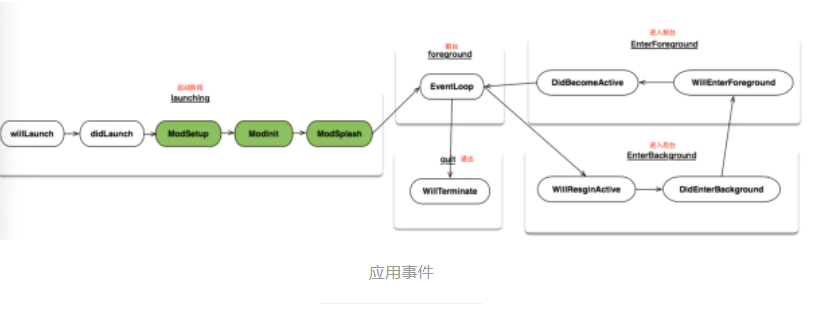 启动阶段
launching
willLaunch
didLaunch
ModSetup
ModInit
ModSplash
前台
foreground
EventLoop
quit 退出
WillTerminate
进入前台
EnterForeground
DidBecomeActive
WillEnterForeground
进入后台
EnterBackground
WillResginActive
DidEnterBackground
应用事件